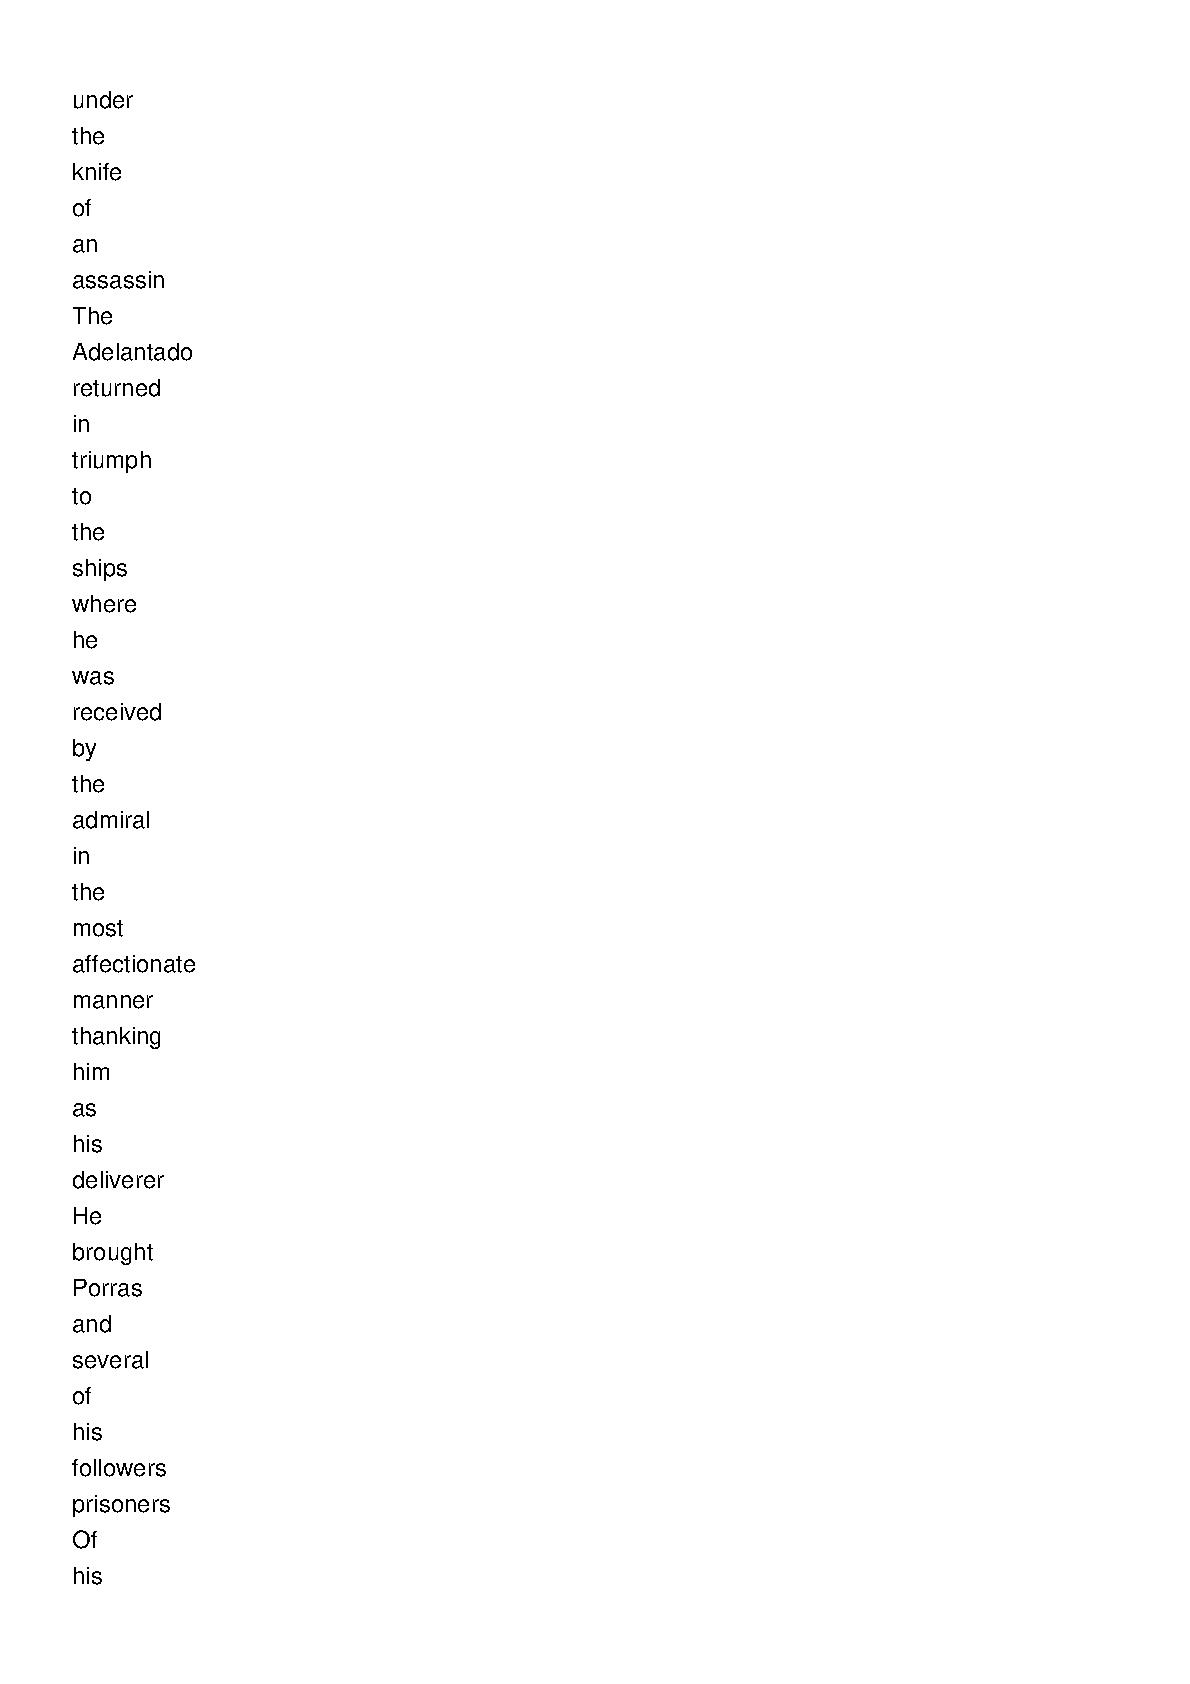 under
the
knife
of
an
assassin
The
Adelantado
returned
in
triumph
to
the
ships
where
he
was
received
by
the
admiral
in
the
most
affectionate
manner
thanking
him
as
his
deliverer
He
brought
Porras
and
several
of
his
followers
prisoners
Of
his